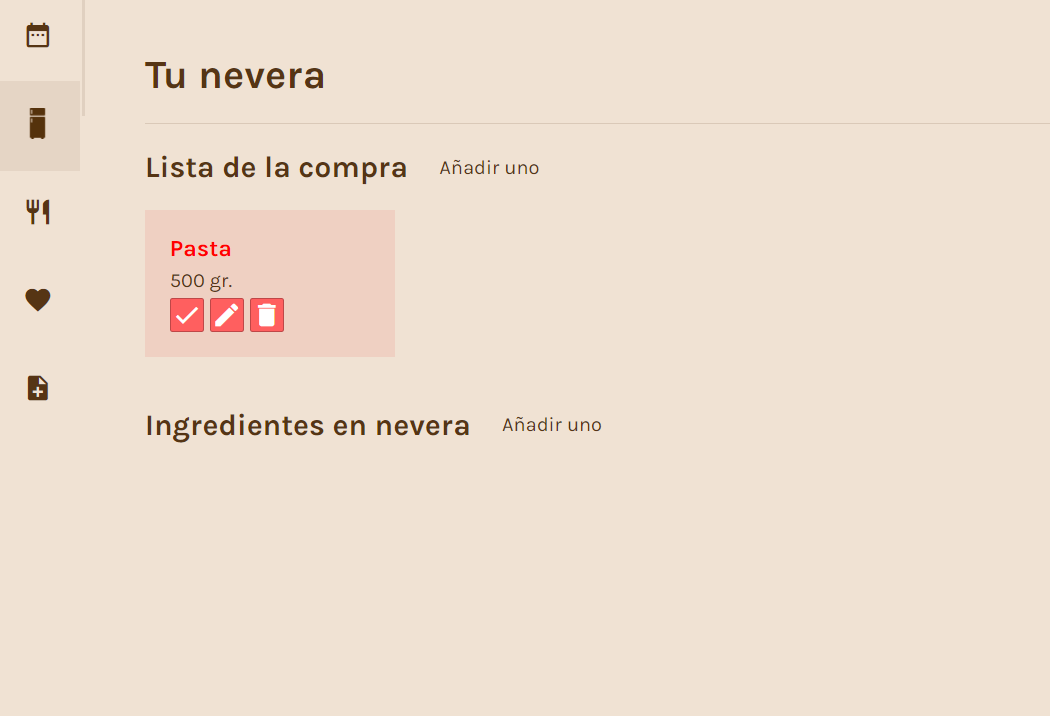 Tu nevera
Lista de la compra Añadir uno
Pasta
500 gr.
Ingredientes en nevera Añadir uno